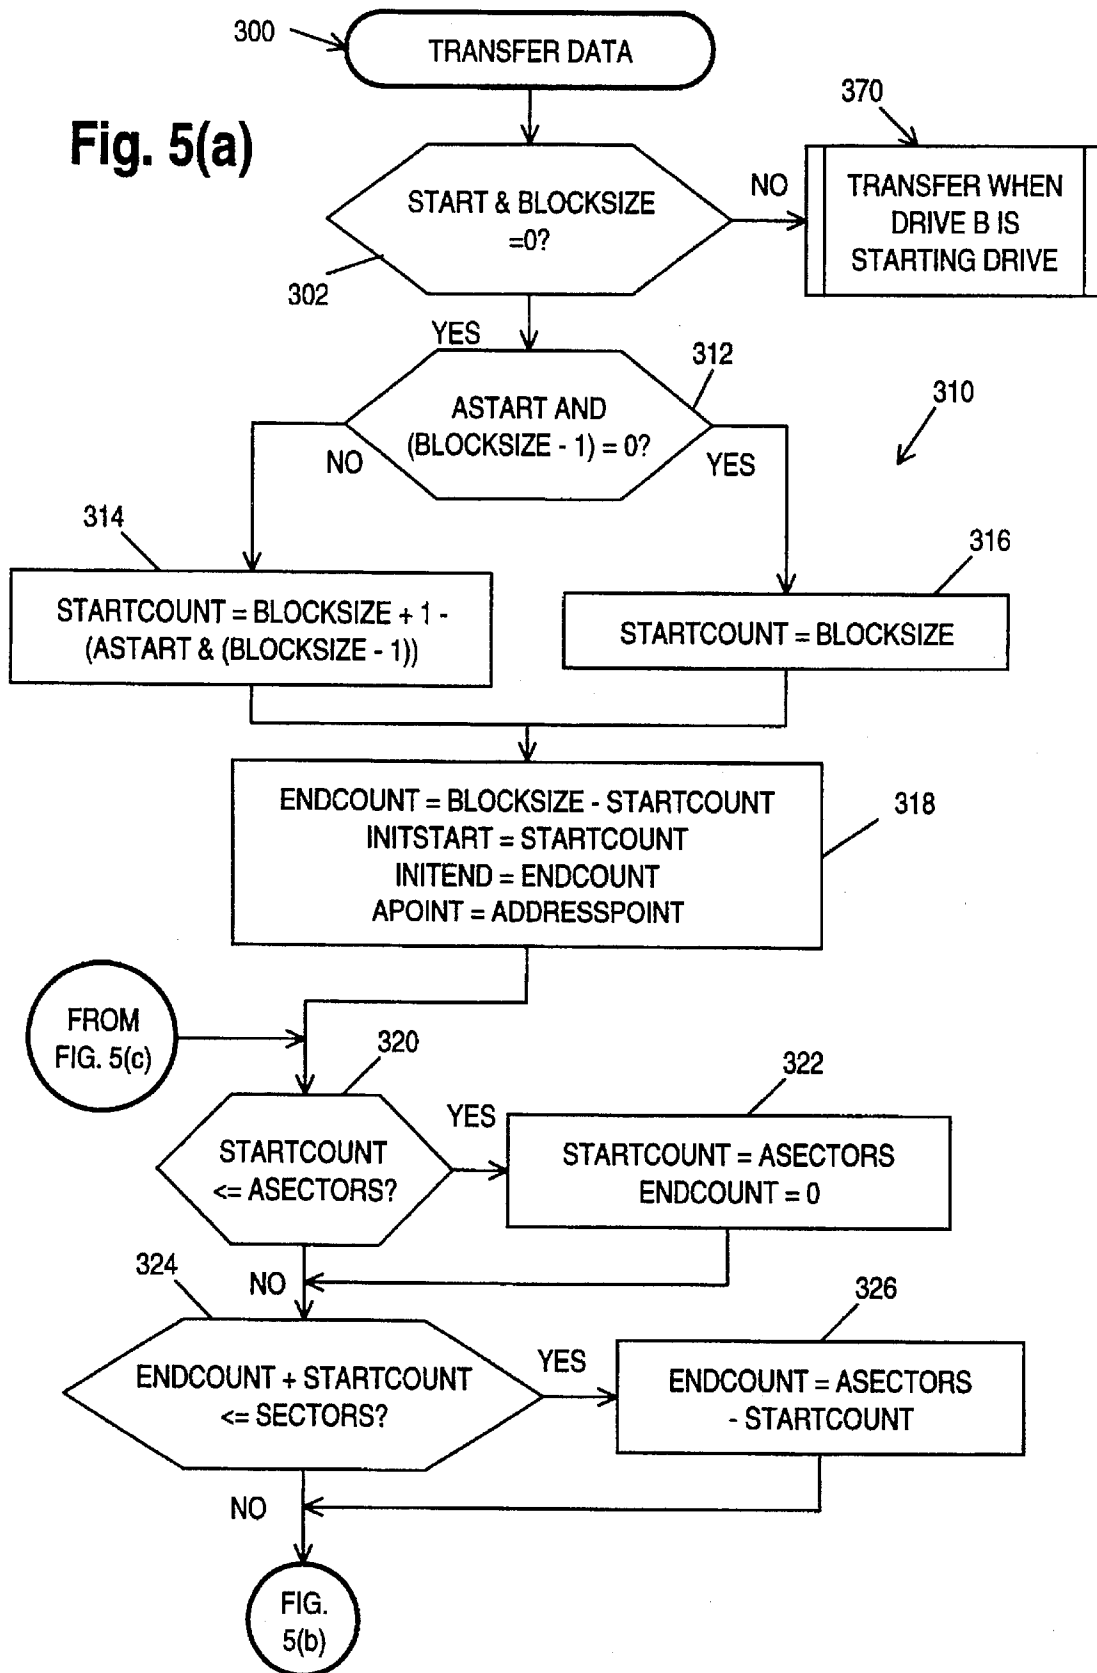 300
TRANSFER DATA
Fig. 5(a)
370
START & BLOCKSIZE
=0?
NO
TRANSFER WHEN
DRIVE B IS
STARTING DRIVE
302
YES
312
310
ASTART AND
(BLOCKSIZE - 1) = 0?
NO
YES
314
316
STARTCOUNT = BLOCKSIZE + 1 -
(ASTART & (BLOCKSIZE - 1))
STARTCOUNT = BLOCKSIZE
ENDCOUNT = BLOCKSIZE - STARTCOUNT
INITSTART = STARTCOUNT
INITEND = ENDCOUNT
APOINT = ADDRESSPOINT
318
FROM
FIG. 5(c)
320
322
STARTCOUNT
<= ASECTORS?
YES
STARTCOUNT = ASECTORS
ENDCOUNT = 0
NO
324
326
ENDCOUNT + STARTCOUNT
<= SECTORS?
YES
ENDCOUNT = ASECTORS
- STARTCOUNT
NO
FIG.
5(b)